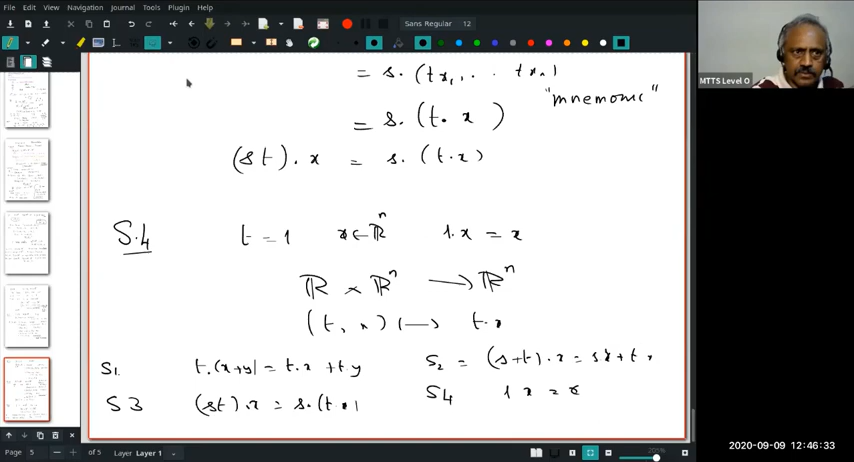 File Edit View Navigation Journal Tools Plugin Help
Sans Regular 12
= s.(tx₁, . . txₙ)
"mnemonic"
= s.(t. x)
(st).x = s.(t.x)
S.4 t = 1 x∈ℝⁿ 1.x = x
ℝ × ℝⁿ → ℝⁿ
(t, x) ↦ t.x
S1. t.(x+y) = t.x + t.y
S₂ = (s+t).x = sx + t x
S3 (st).x = s.(t.x)
S4 1 x = x
MTTS Level O
Page 5 of 5 Layer Layer 1
205%
2020-09-09 12:46:33